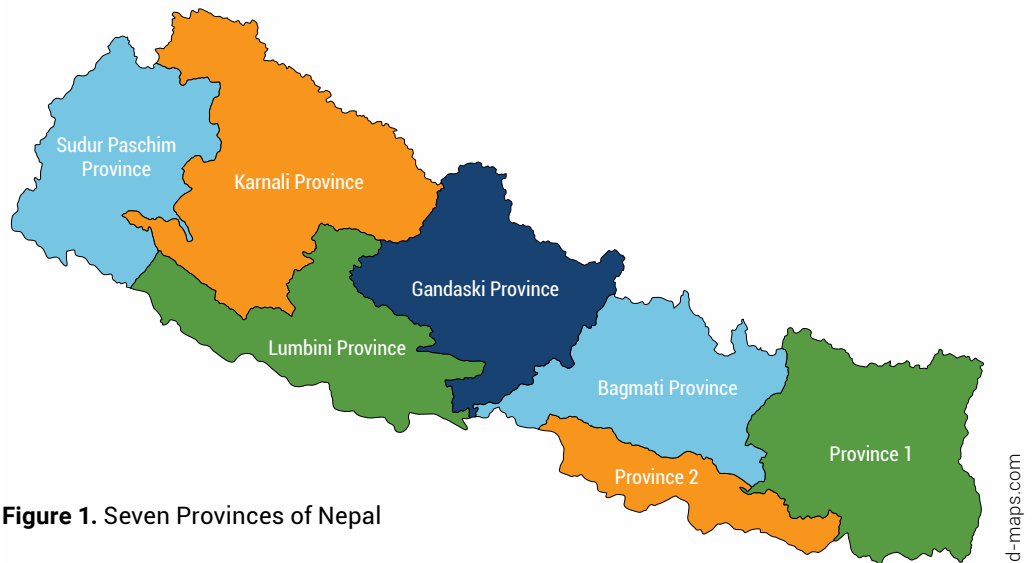 Sudur Paschim
Province
Karnali Province
Gandaski Province
Lumbini Province
Bagmati Province
Province 1
Province 2
Figure 1. Seven Provinces of Nepal
d-maps.com